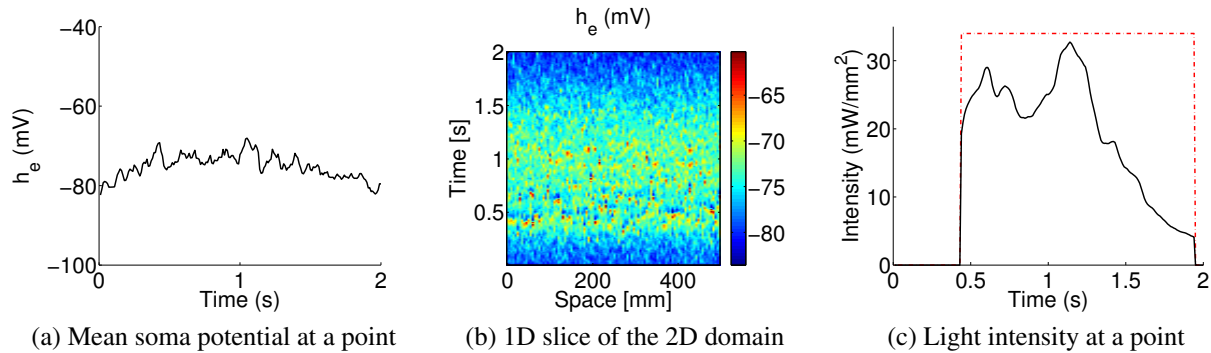 −40
−60
−80
−100
0
1
2
h_e (mV)
Time (s)
(a) Mean soma potential at a point
h_e (mV)
2
1.5
1
0.5
0
200
400
Time [s]
Space [mm]
−65
−70
−75
−80
(b) 1D slice of the 2D domain
30
20
10
0
0
0.5
1
1.5
2
Intensity (mW/mm²)
Time (s)
(c) Light intensity at a point